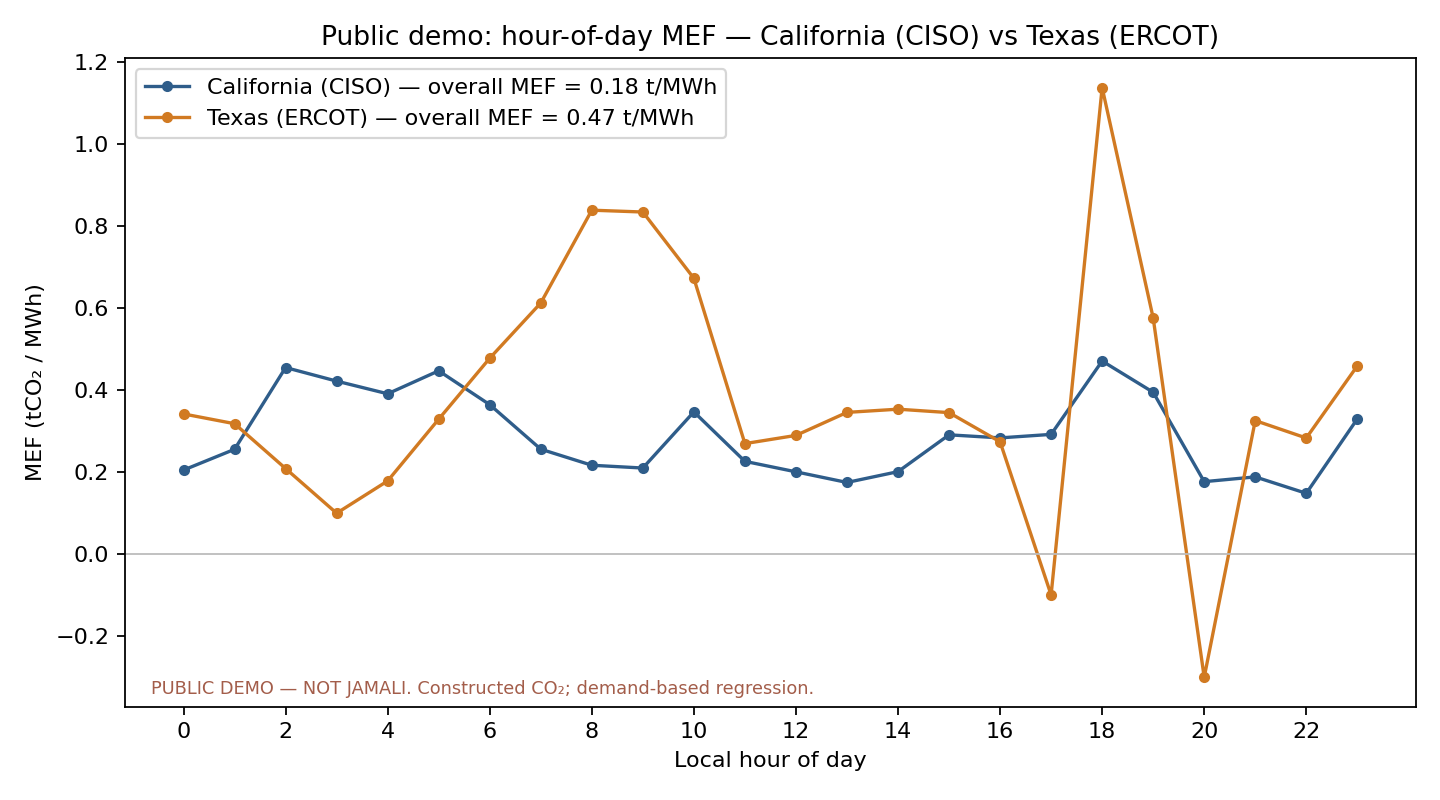 Public demo: hour-of-day MEF — California (CISO) vs Texas (ERCOT)
California (CISO) — overall MEF = 0.18 t/MWh
Texas (ERCOT) — overall MEF = 0.47 t/MWh
MEF (tCO₂ / MWh)
1.2
1.0
0.8
0.6
0.4
0.2
0.0
−0.2
PUBLIC DEMO — NOT JAMALI. Constructed CO₂; demand-based regression.
0 2 4 6 8 10 12 14 16 18 20 22
Local hour of day